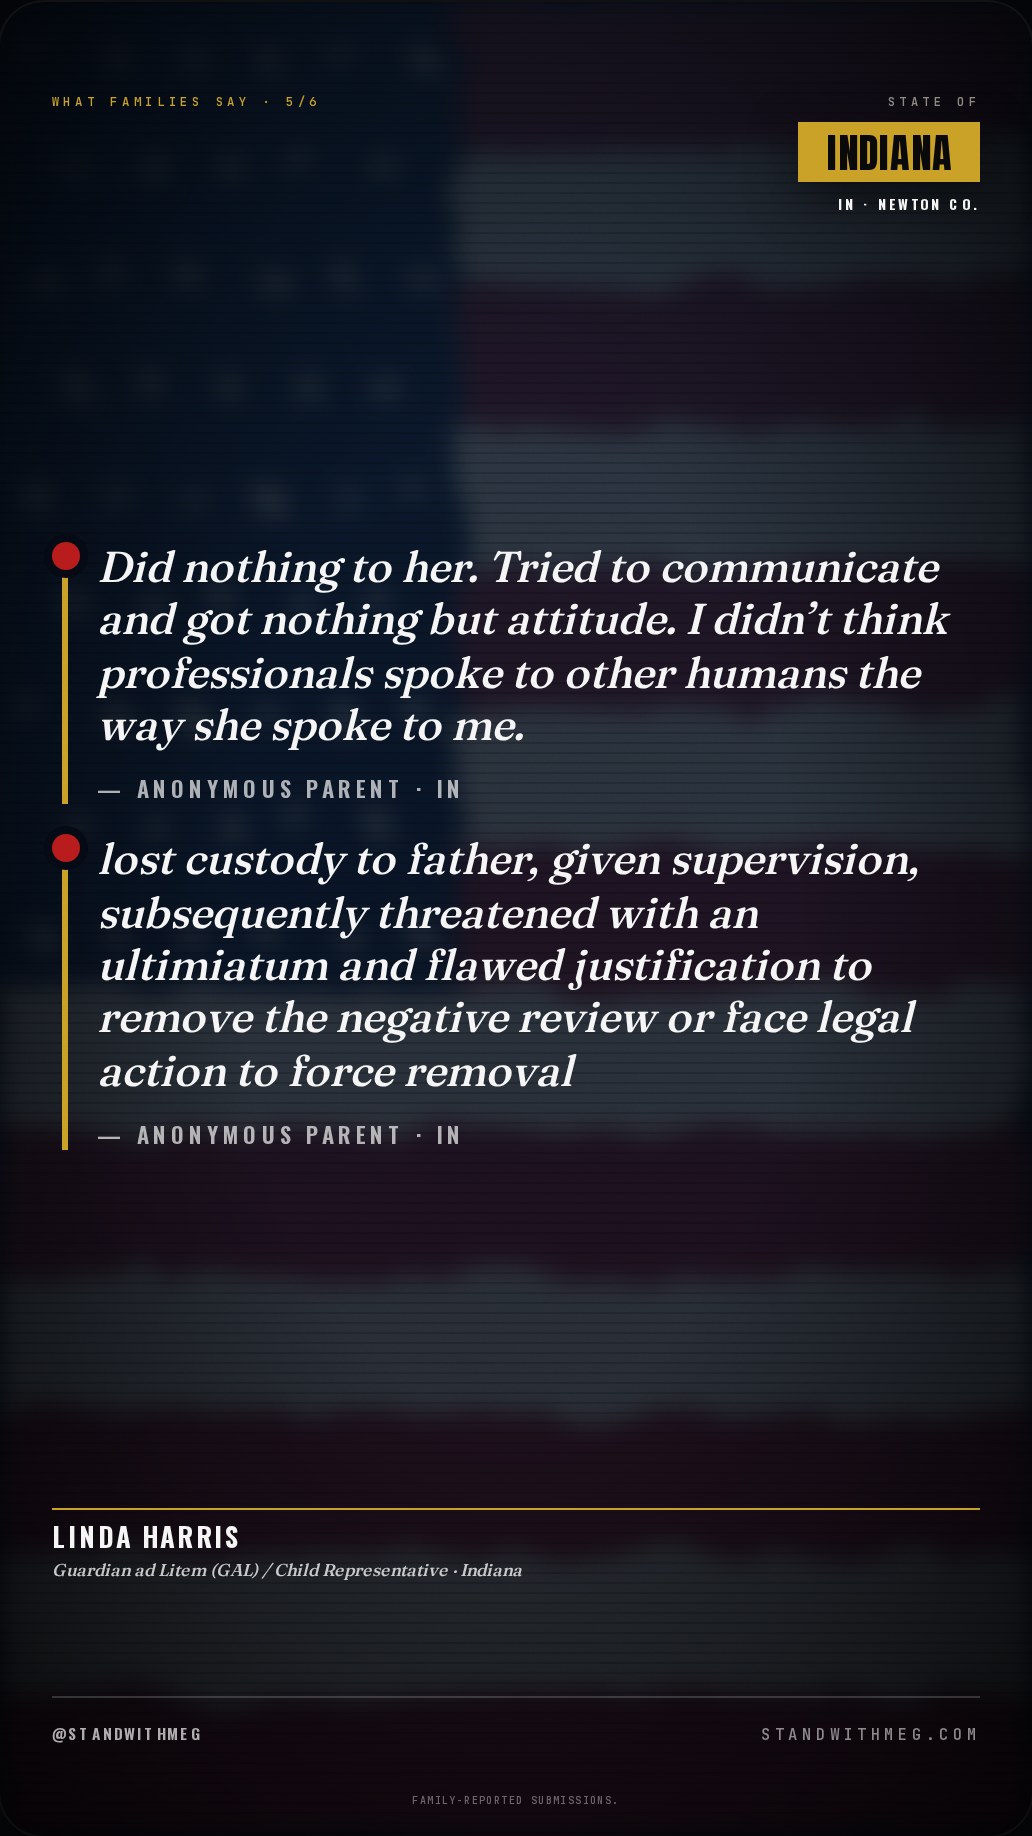 WHAT FAMILIES SAY · 5/6
STATE OF
INDIANA
IN · NEWTON CO.
Did nothing to her. Tried to communicate
and got nothing but attitude. I didn’t think
professionals spoke to other humans the
way she spoke to me.
— ANONYMOUS PARENT · IN
lost custody to father, given supervision,
subsequently threatened with an
ultimiatum and flawed justification to
remove the negative review or face legal
action to force removal
— ANONYMOUS PARENT · IN
LINDA HARRIS
Guardian ad Litem (GAL) / Child Representative · Indiana
@STANDWITHMEG
STANDWITHMEG.COM
FAMILY-REPORTED SUBMISSIONS.